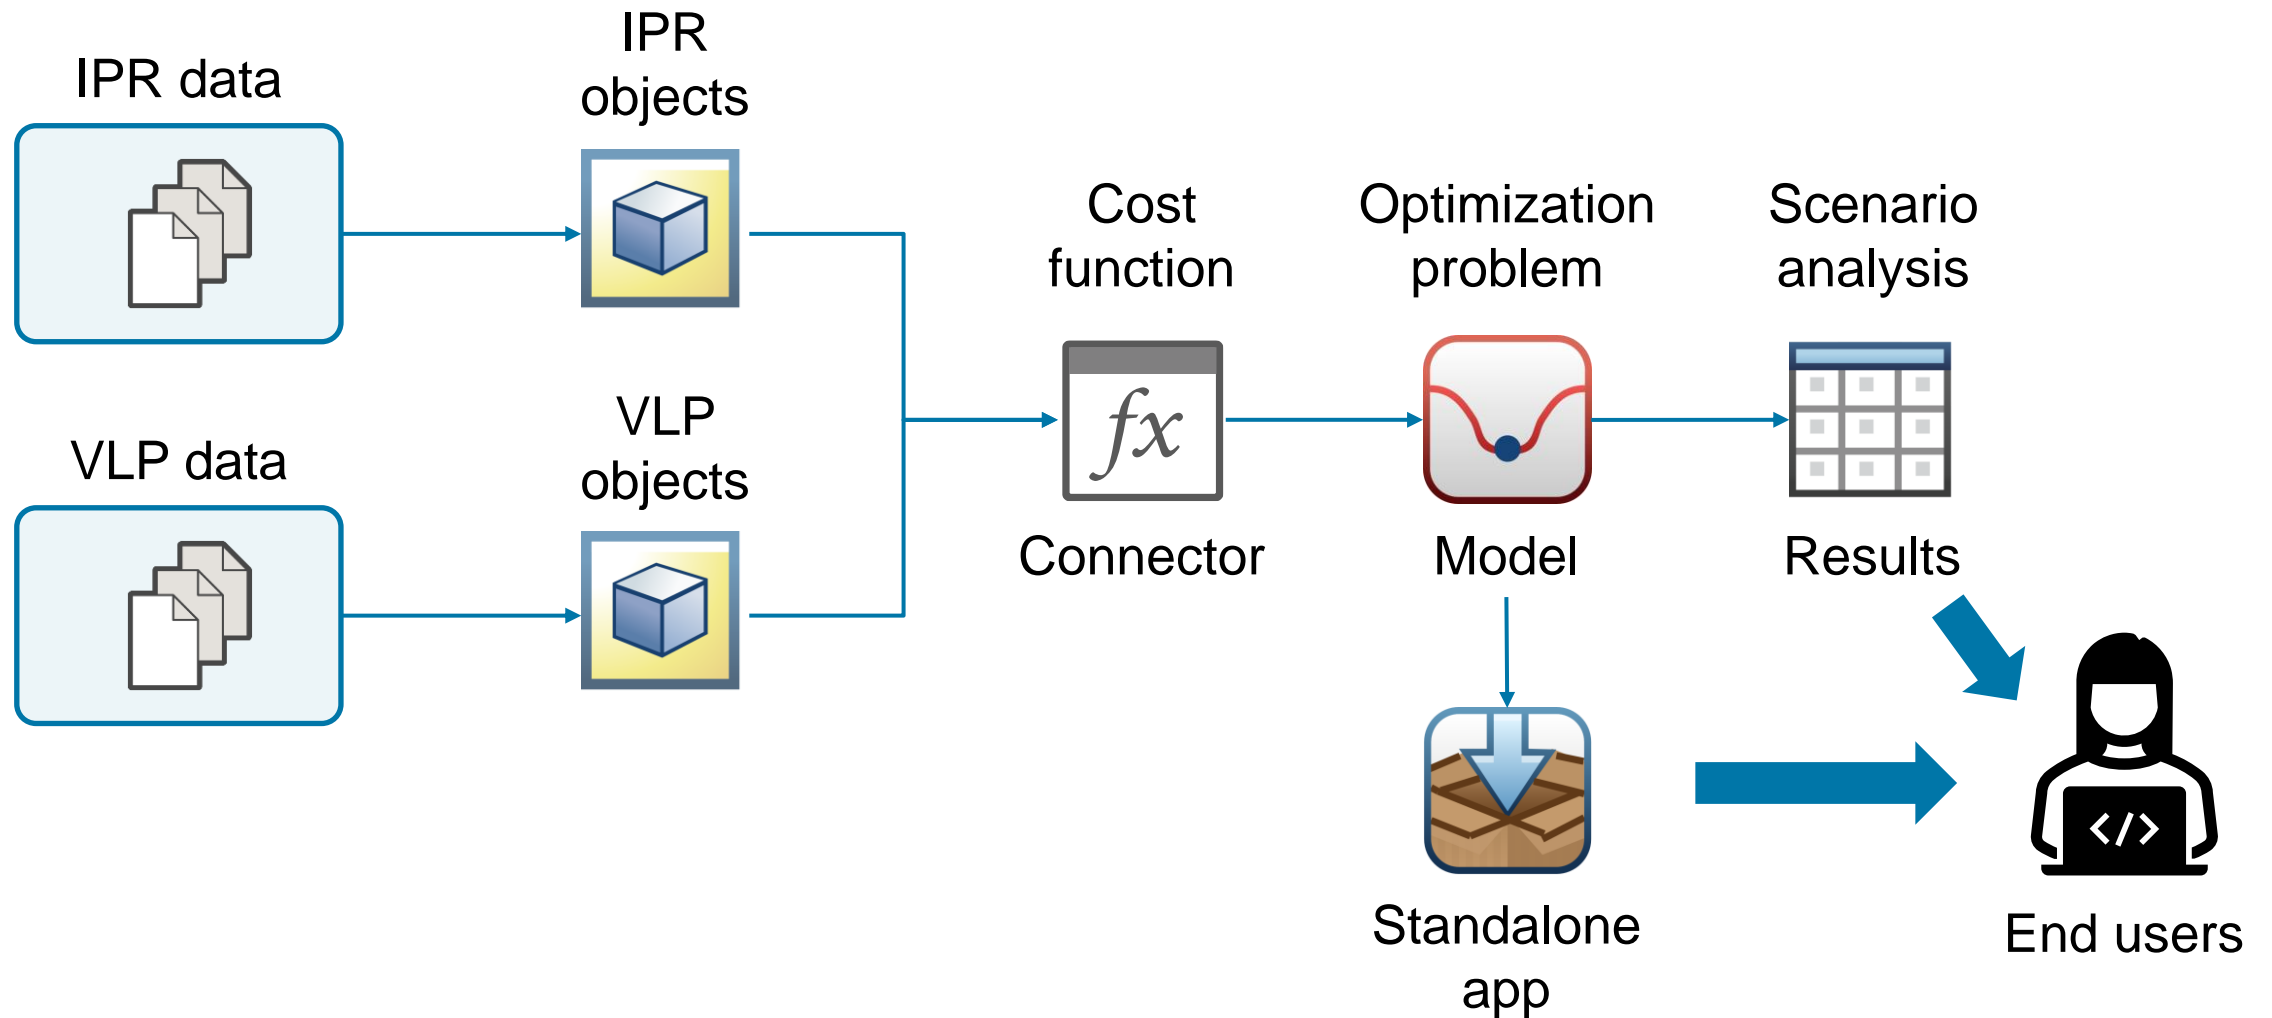 IPR data
IPR
objects
VLP data
VLP
objects
Cost
function
fx
Connector
Optimization
problem
Model
Scenario
analysis
Results
Standalone
app
</>
End users